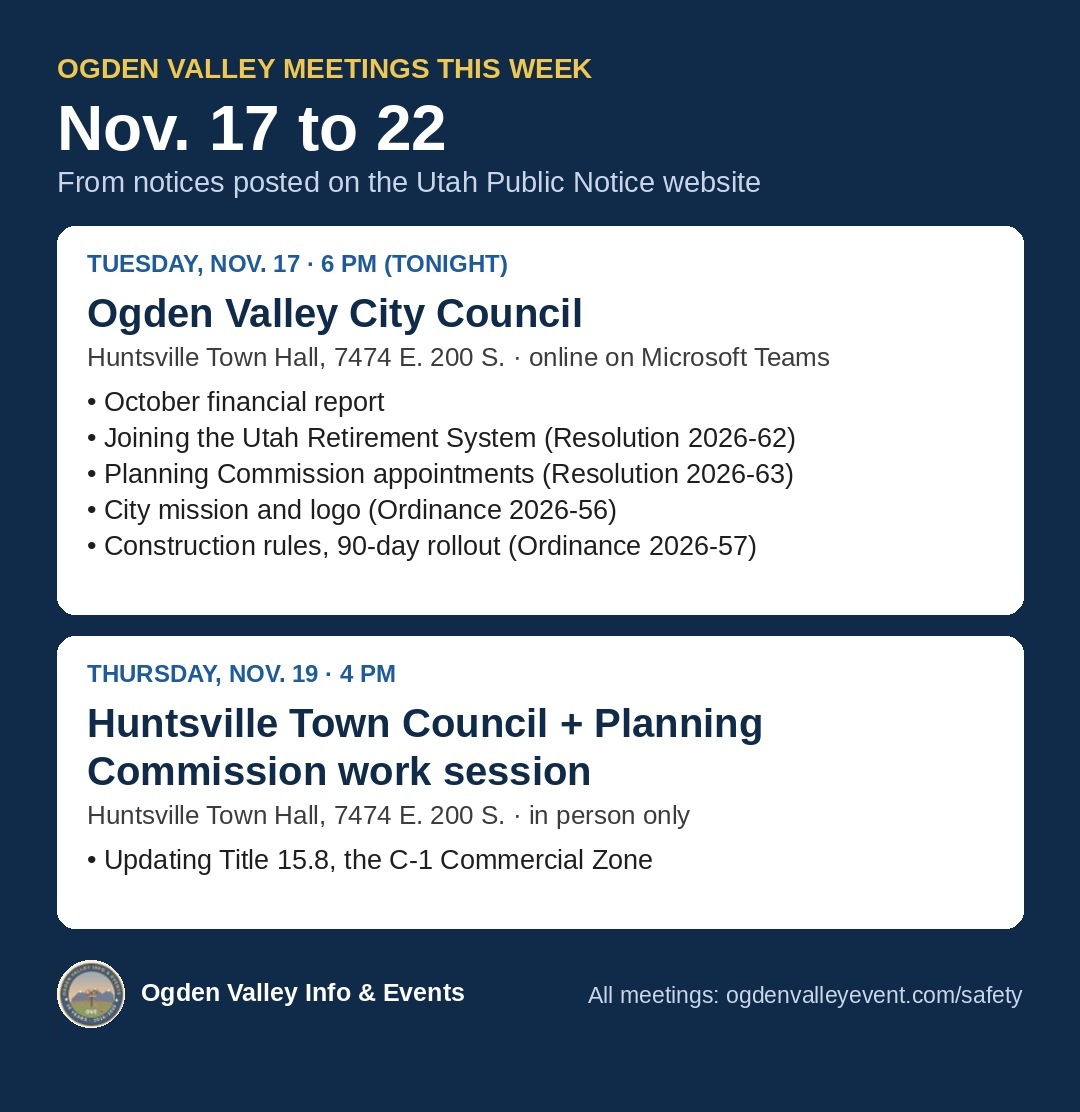 OGDEN VALLEY MEETINGS THIS WEEK
Nov. 17 to 22
From notices posted on the Utah Public Notice website
TUESDAY, NOV. 17 · 6 PM (TONIGHT)
Ogden Valley City Council
Huntsville Town Hall, 7474 E. 200 S. · online on Microsoft Teams
• October financial report
• Joining the Utah Retirement System (Resolution 2026-62)
• Planning Commission appointments (Resolution 2026-63)
• City mission and logo (Ordinance 2026-56)
• Construction rules, 90-day rollout (Ordinance 2026-57)
THURSDAY, NOV. 19 · 4 PM
Huntsville Town Council + Planning
Commission work session
Huntsville Town Hall, 7474 E. 200 S. · in person only
• Updating Title 15.8, the C-1 Commercial Zone
Ogden Valley Info & Events
All meetings: ogdenvalleyevent.com/safety